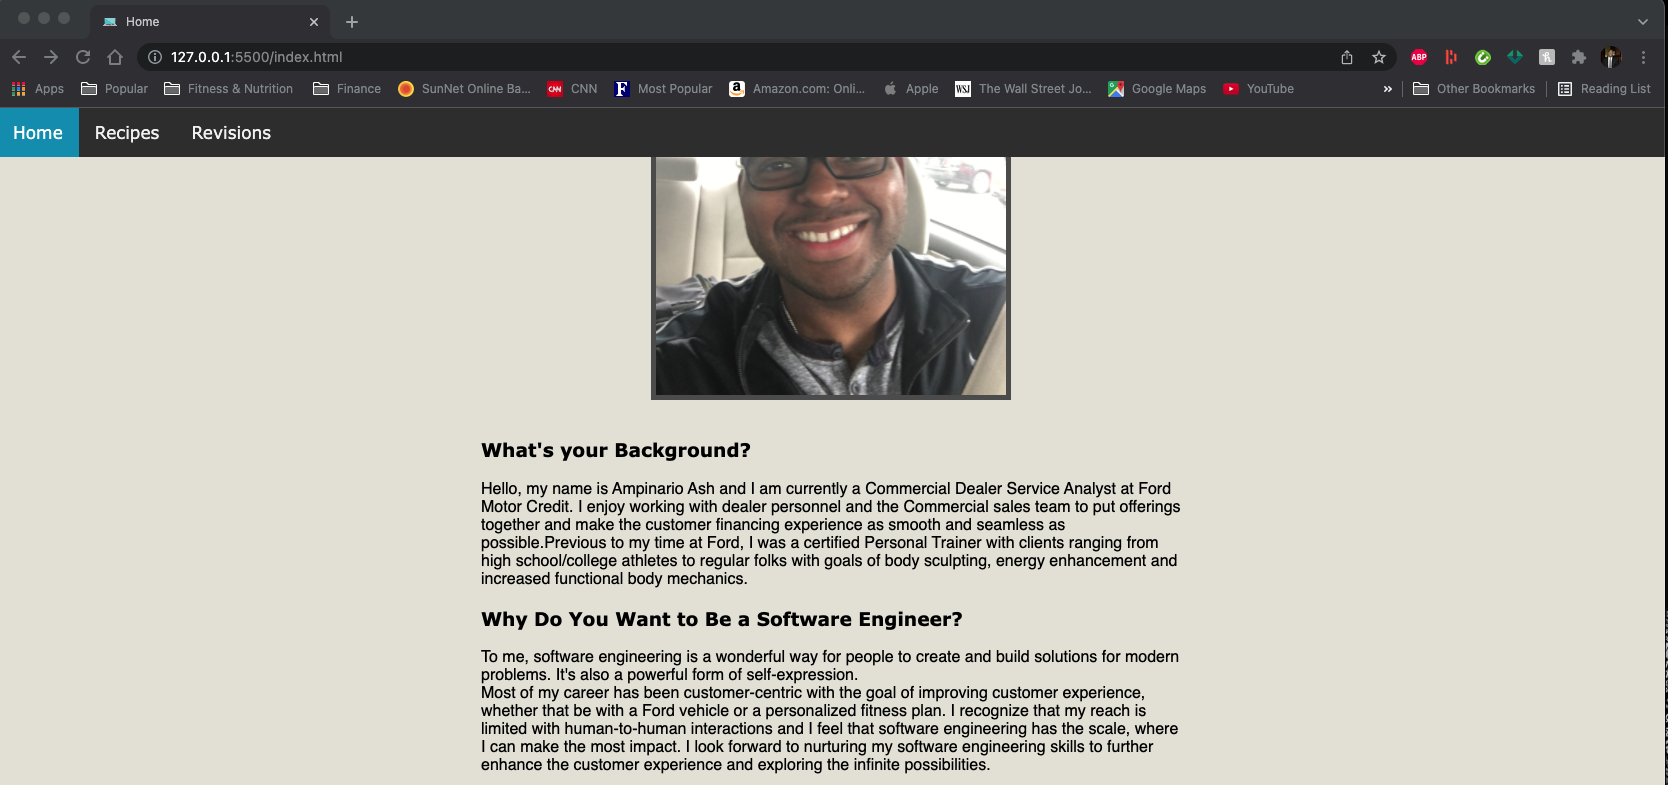 Home
127.0.0.1:5500/index.html
ABP
Apps Popular Fitness & Nutrition Finance SunNet Online Ba... CNN CNN F Most Popular a Amazon.com: Onli... Apple WSJ The Wall Street Jo... Google Maps YouTube » Other Bookmarks Reading List
Home Recipes Revisions
What's your Background?
Hello, my name is Ampinario Ash and I am currently a Commercial Dealer Service Analyst at Ford
Motor Credit. I enjoy working with dealer personnel and the Commercial sales team to put offerings
together and make the customer financing experience as smooth and seamless as
possible.Previous to my time at Ford, I was a certified Personal Trainer with clients ranging from
high school/college athletes to regular folks with goals of body sculpting, energy enhancement and
increased functional body mechanics.
Why Do You Want to Be a Software Engineer?
To me, software engineering is a wonderful way for people to create and build solutions for modern
problems. It's also a powerful form of self-expression.
Most of my career has been customer-centric with the goal of improving customer experience,
whether that be with a Ford vehicle or a personalized fitness plan. I recognize that my reach is
limited with human-to-human interactions and I feel that software engineering has the scale, where
I can make the most impact. I look forward to nurturing my software engineering skills to further
enhance the customer experience and exploring the infinite possibilities.